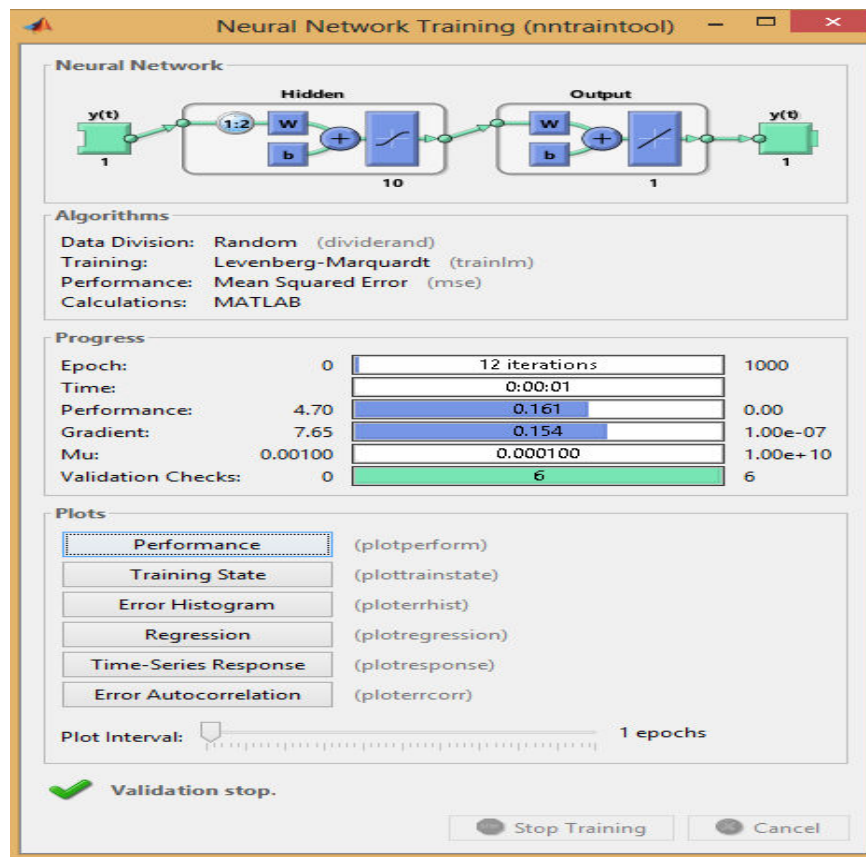 Neural Network Training (nntraintool)
Neural Network
Hidden Output
y(t) 1:2 W b + W b + y(t)
1 10 1 1
Algorithms
Data Division: Random (dividerand)
Training: Levenberg-Marquardt (trainlm)
Performance: Mean Squared Error (mse)
Calculations: MATLAB
Progress
Epoch: 0 12 iterations 1000
Time: 0:00:01
Performance: 4.70 0.161 0.00
Gradient: 7.65 0.154 1.00e-07
Mu: 0.00100 0.000100 1.00e+10
Validation Checks: 0 6 6
Plots
Performance (plotperform)
Training State (plottrainstate)
Error Histogram (ploterrhist)
Regression (plotregression)
Time-Series Response (plotresponse)
Error Autocorrelation (ploterrcorr)
Plot Interval: 1 epochs
Validation stop.
Stop Training Cancel